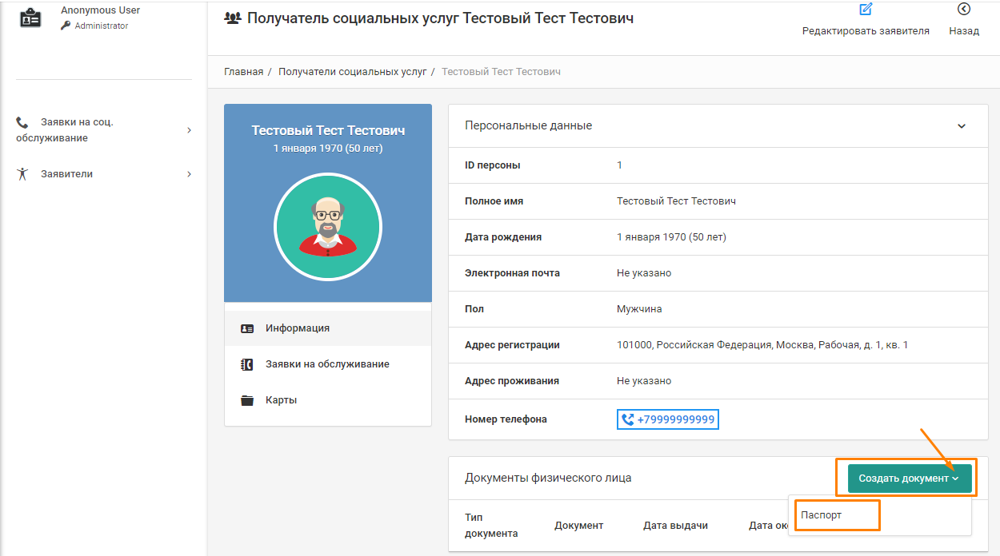 Anonymous User
Administrator
Получатель социальных услуг Тестовый Тест Тестович
Редактировать заявителя
Назад
Главная / Получатели социальных услуг / Тестовый Тест Тестович
Заявки на соц.
обслуживание
Заявители
Тестовый Тест Тестович
1 января 1970 (50 лет)
Информация
Заявки на обслуживание
Карты
Персональные данные
ID персоны 1
Полное имя Тестовый Тест Тестович
Дата рождения 1 января 1970 (50 лет)
Электронная почта Не указано
Пол Мужчина
Адрес регистрации 101000, Российская Федерация, Москва, Рабочая, д. 1, кв. 1
Адрес проживания Не указано
Номер телефона +79999999999
Документы физического лица
Создать документ
Паспорт
Тип
документа
Документ
Дата выдачи
Дата